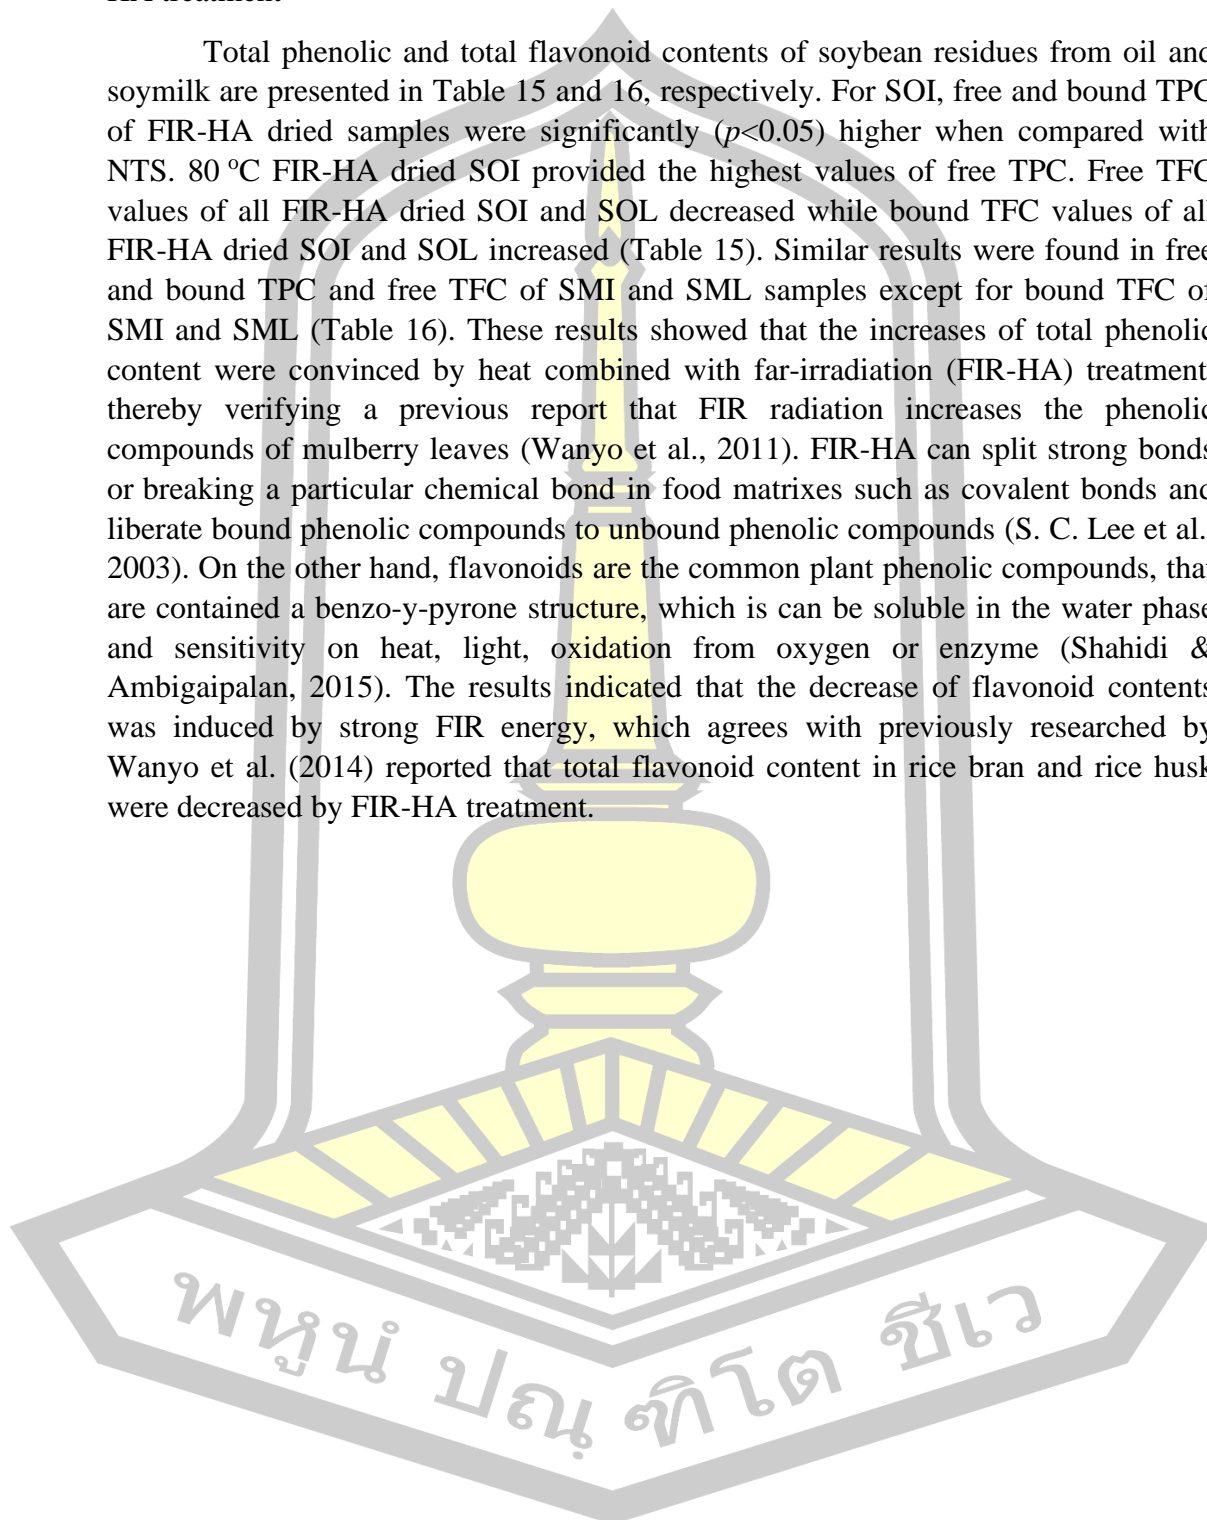 Total phenolic and total flavonoid contents of soybean residues from oil and
soymilk are presented in Table 15 and 16, respectively. For SOI, free and bound TPC
of FIR-HA dried samples were significantly (p<0.05) higher when compared with
NTS. 80 °C FIR-HA dried SOI provided the highest values of free TPC. Free TFC
values of all FIR-HA dried SOI and SOL decreased while bound TFC values of all
FIR-HA dried SOI and SOL increased (Table 15). Similar results were found in free
and bound TPC and free TFC of SMI and SML samples except for bound TFC of
SMI and SML (Table 16). These results showed that the increases of total phenolic
content were convinced by heat combined with far-irradiation (FIR-HA) treatment
thereby verifying a previous report that FIR radiation increases the phenolic
compounds of mulberry leaves (Wanyo et al., 2011). FIR-HA can split strong bonds
or breaking a particular chemical bond in food matrixes such as covalent bonds and
liberate bound phenolic compounds to unbound phenolic compounds (S. C. Lee et al.
2003). On the other hand, flavonoids are the common plant phenolic compounds, that
are contained a benzo-y-pyrone structure, which is can be soluble in the water phase
and sensitivity on heat, light, oxidation from oxygen or enzyme (Shahidi &
Ambigaipalan, 2015). The results indicated that the decrease of flavonoid contents
was induced by strong FIR energy, which agrees with previously researched by
Wanyo et al. (2014) reported that total flavonoid content in rice bran and rice husk
were decreased by FIR-HA treatment.
พหูนํ ปณฺฑิโต ชีเว